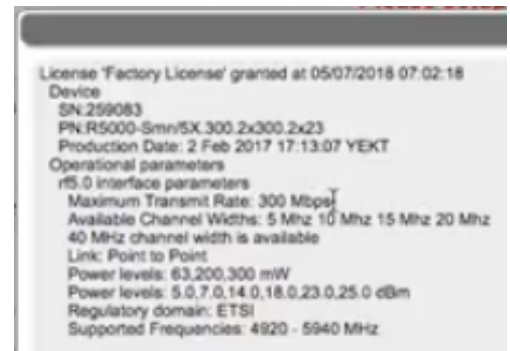 License 'Factory License' granted at 05/07/2018 07:02:18
Device
SN:259083
PN:R5000-Smn/5X.300.2x300.2x23
Production Date: 2 Feb 2017 17:13:07 YEKT
Operational parameters
rf5.0 interface parameters
Maximum Transmit Rate: 300 Mbps
Available Channel Widths: 5 Mhz 10 Mhz 15 Mhz 20 Mhz
40 MHz channel width is available
Link: Point to Point
Power levels: 63,200,300 mW
Power levels: 5.0,7.0,14.0,18.0,23.0,25.0 dBm
Regulatory domain: ETSI
Supported Frequencies: 4920 - 5940 MHz